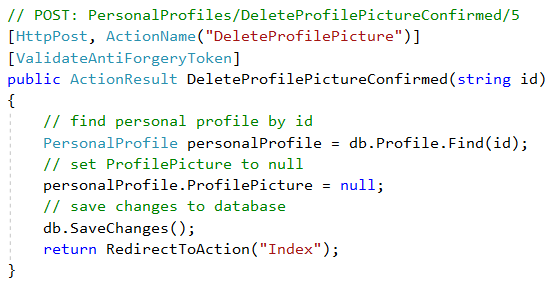 // POST: PersonalProfiles/DeleteProfilePictureConfirmed/5
[HttpPost, ActionName("DeleteProfilePicture")]
[ValidateAntiForgeryToken]
public ActionResult DeleteProfilePictureConfirmed(string id)
{
    // find personal profile by id
    PersonalProfile personalProfile = db.Profile.Find(id);
    // set ProfilePicture to null
    personalProfile.ProfilePicture = null;
    // save changes to database
    db.SaveChanges();
    return RedirectToAction("Index");
}